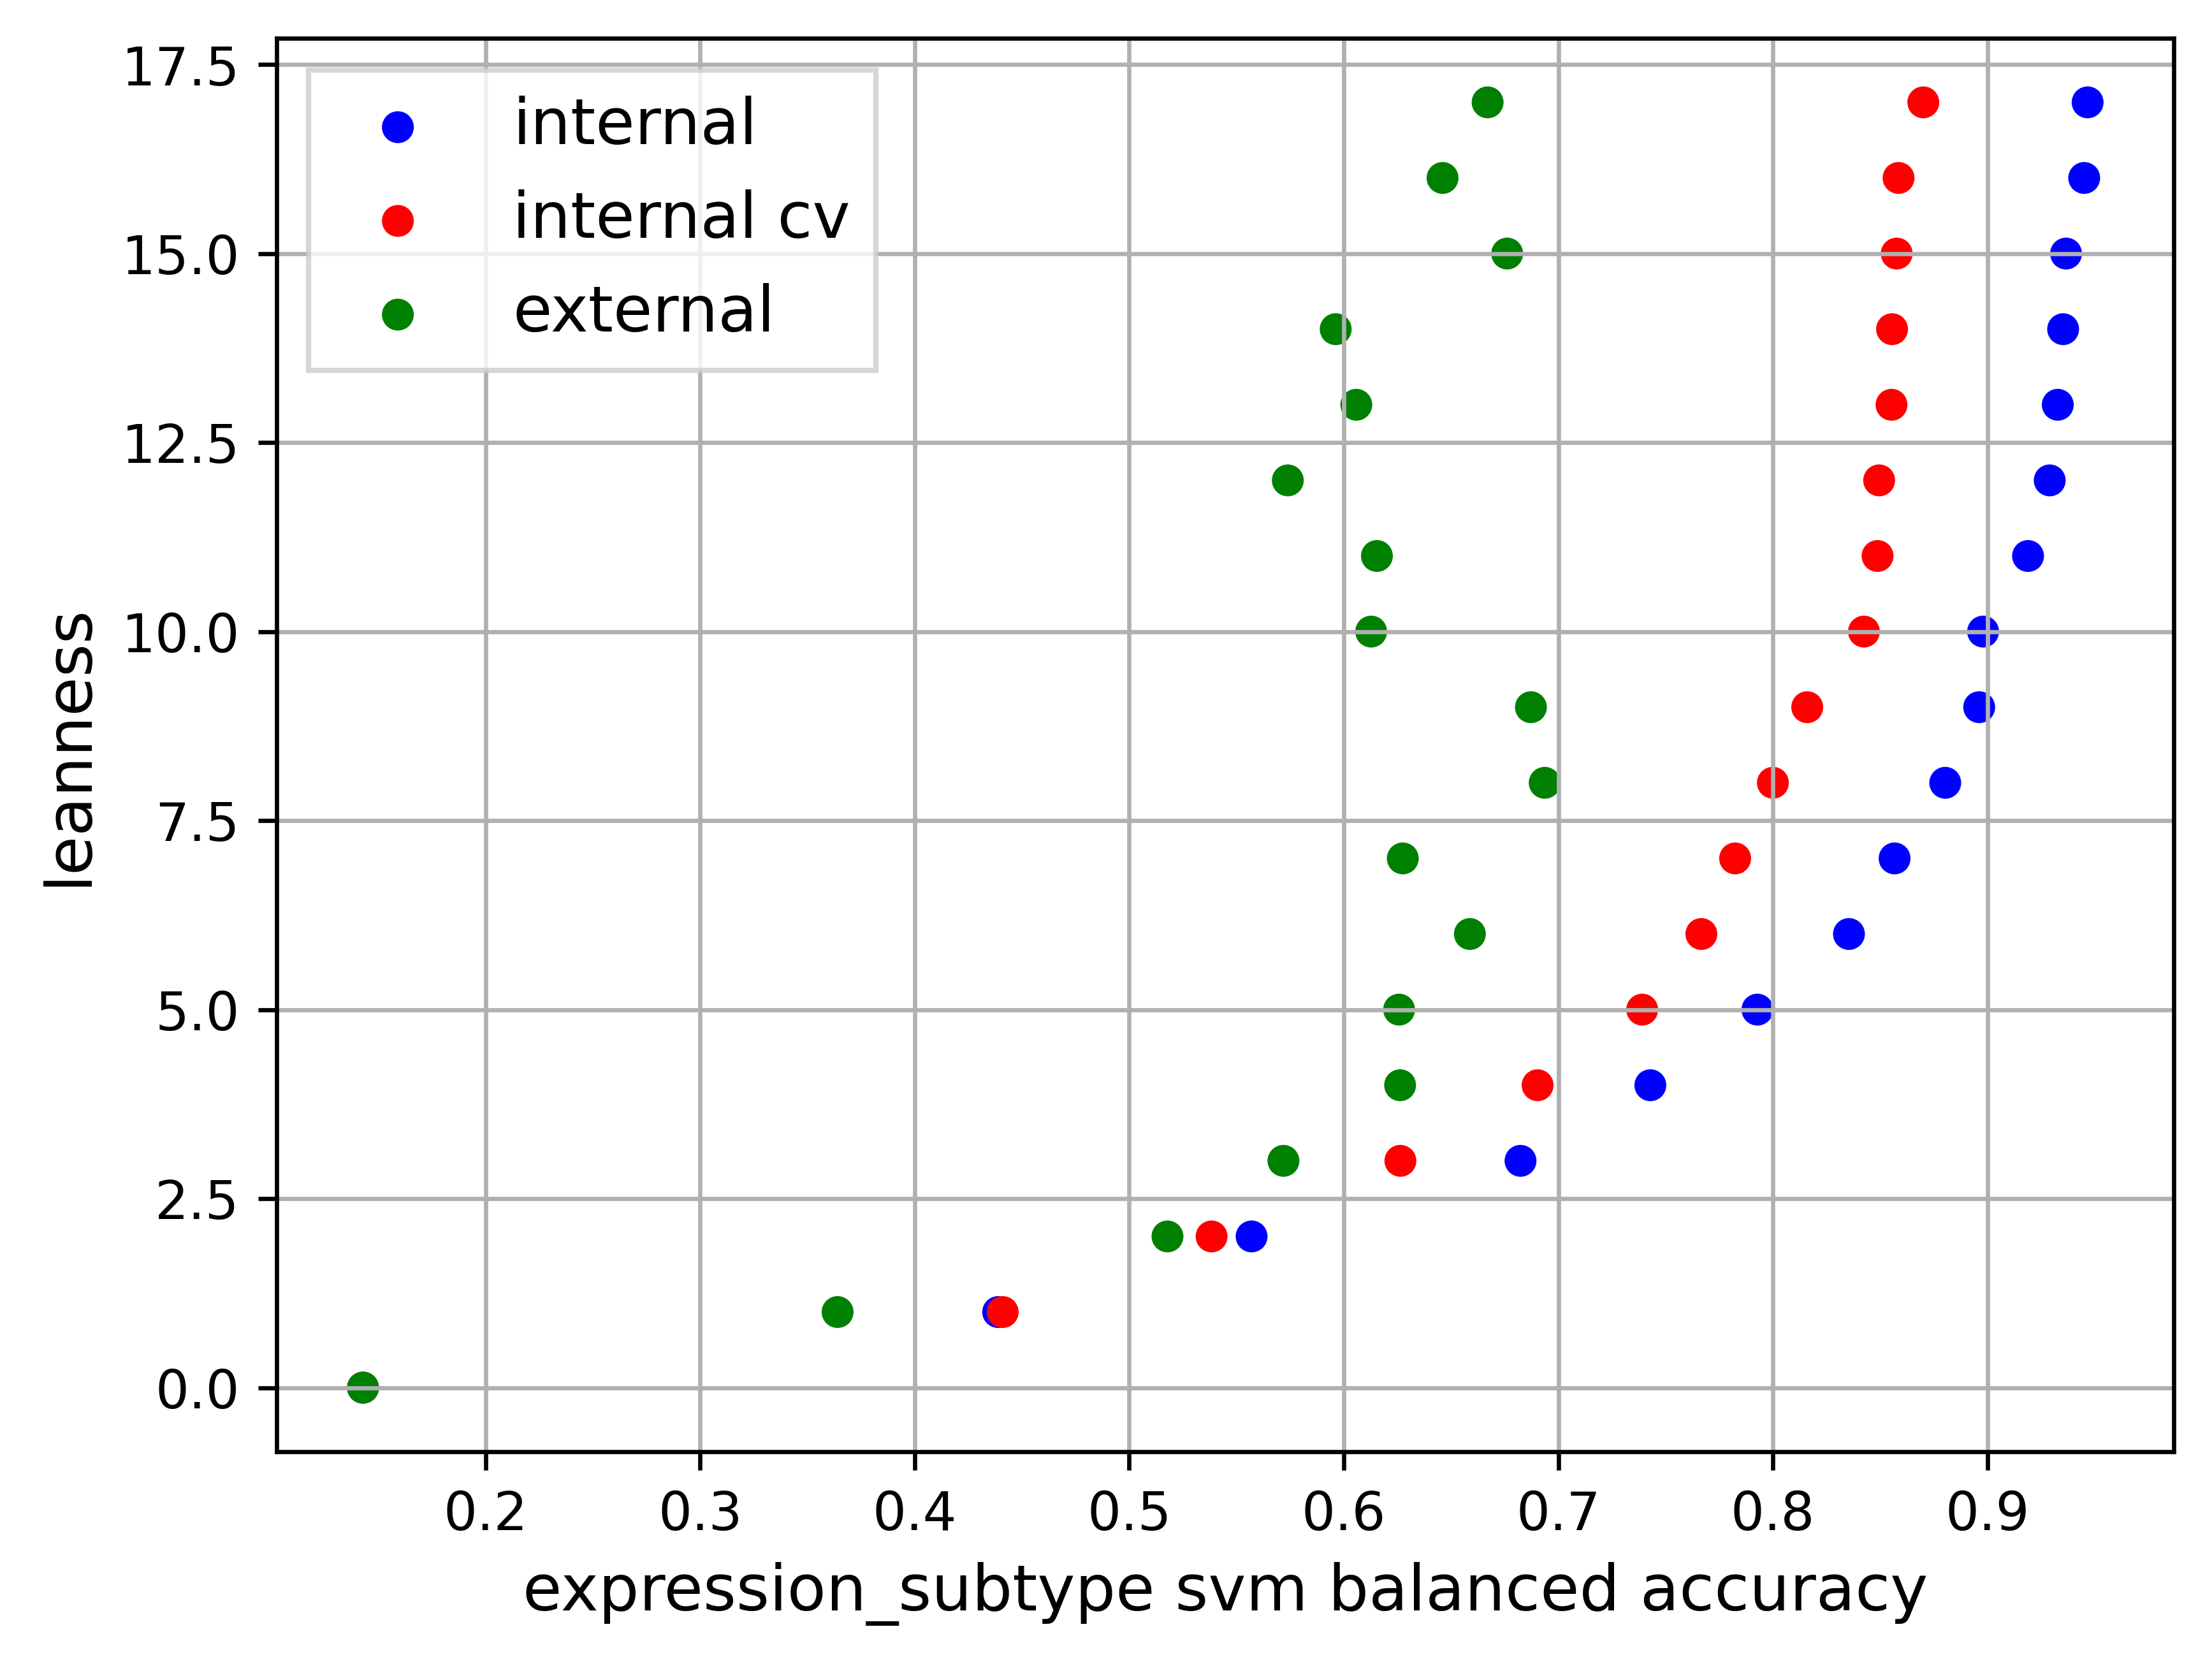 17.5
15.0
12.5
10.0
7.5
5.0
2.5
0.0
leanness
internal
internal cv
external
0.2 0.3 0.4 0.5 0.6 0.7 0.8 0.9
expression_subtype svm balanced accuracy